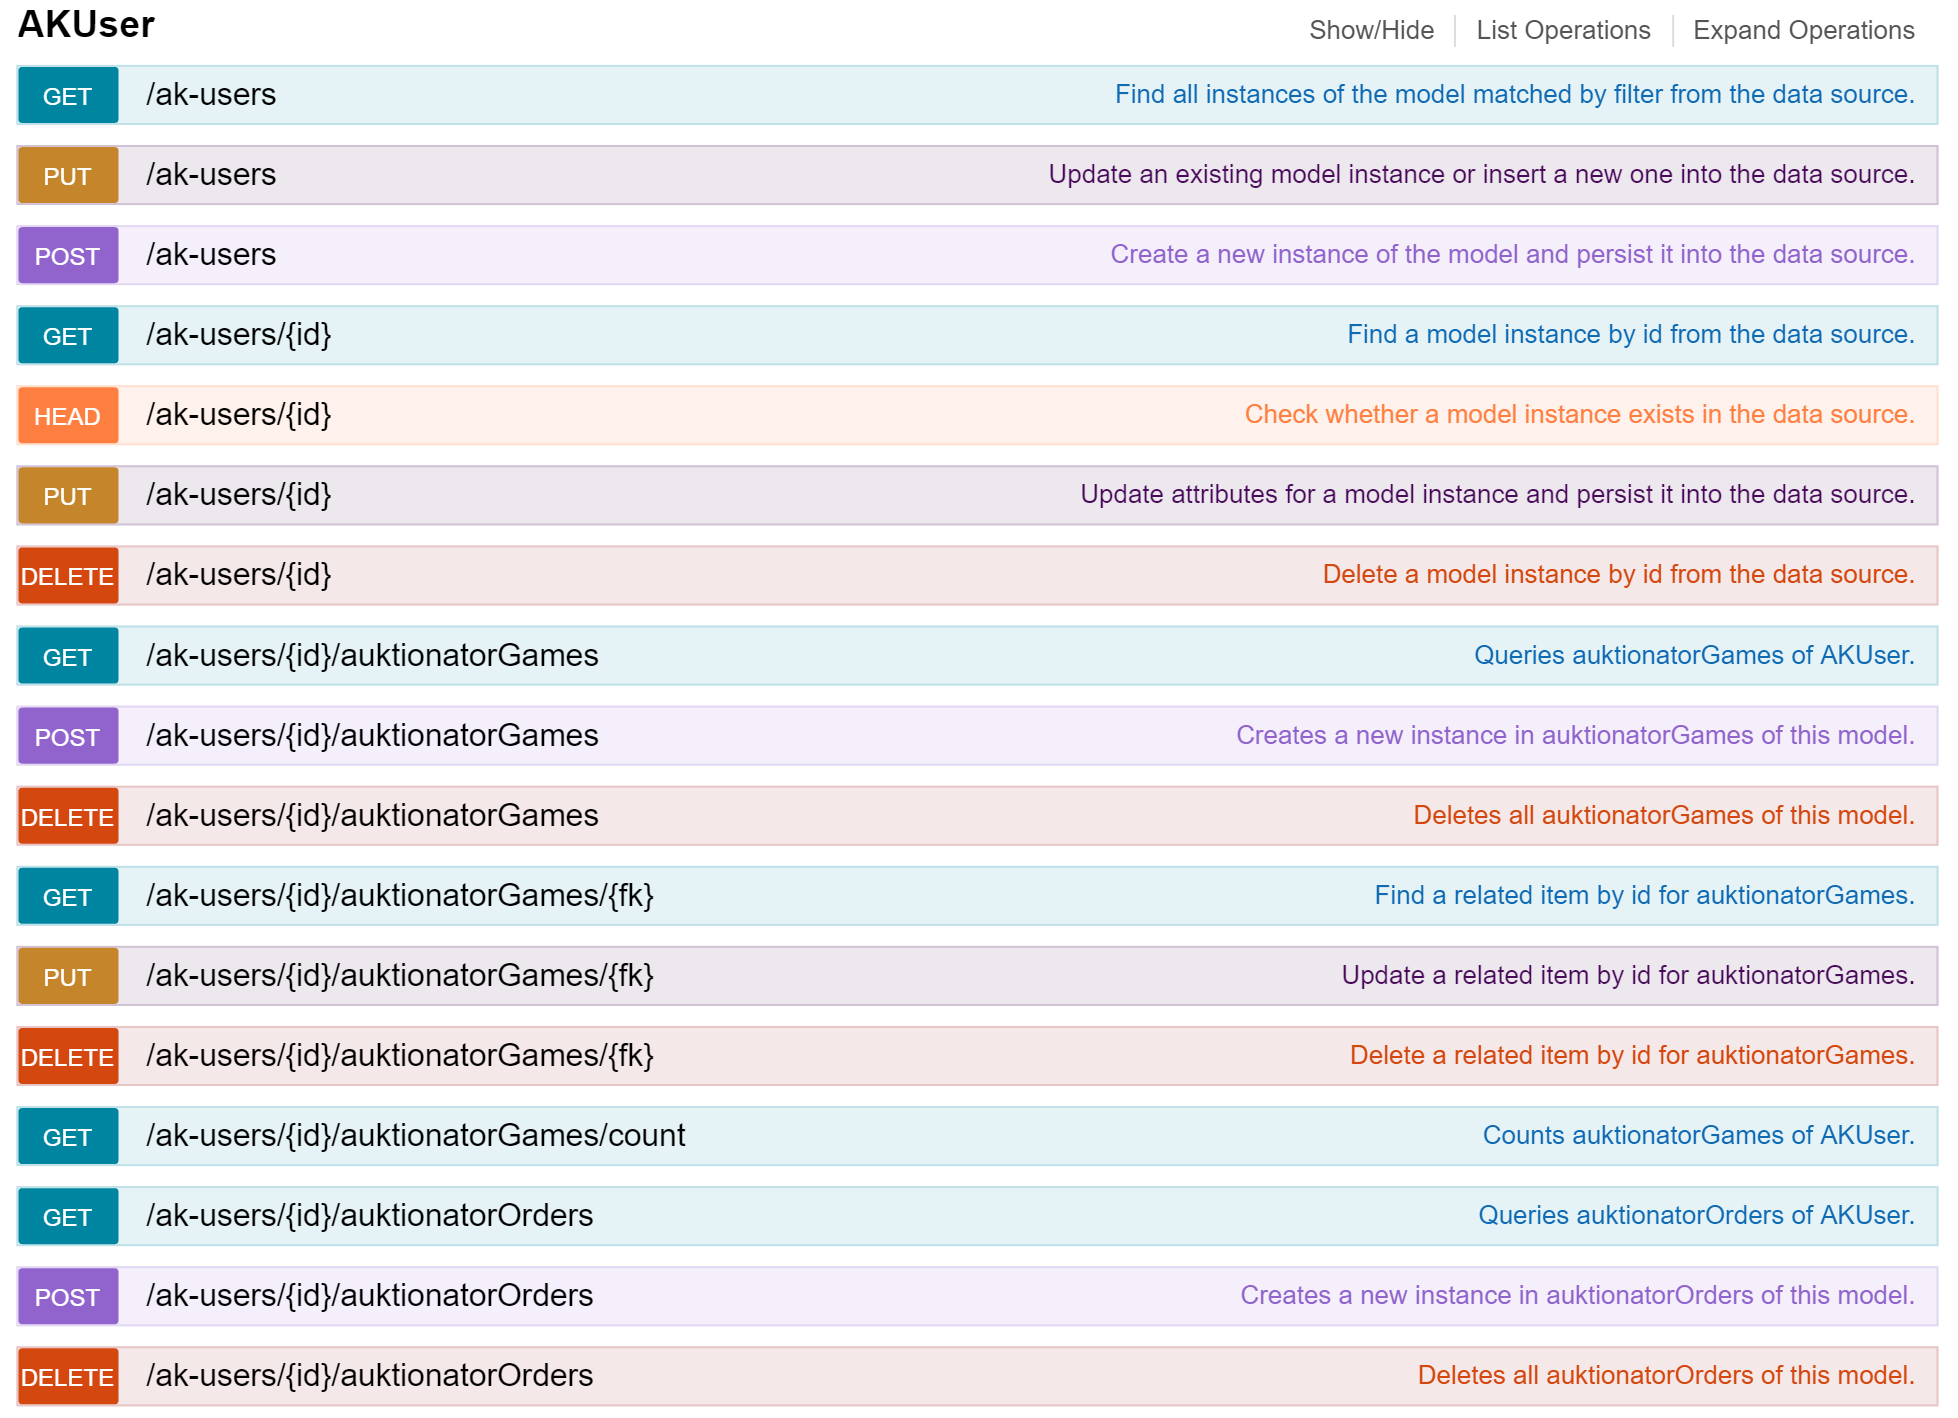 AKUser
Show/Hide List Operations Expand Operations
GET /ak-users Find all instances of the model matched by filter from the data source.
PUT /ak-users Update an existing model instance or insert a new one into the data source.
POST /ak-users Create a new instance of the model and persist it into the data source.
GET /ak-users/{id} Find a model instance by id from the data source.
HEAD /ak-users/{id} Check whether a model instance exists in the data source.
PUT /ak-users/{id} Update attributes for a model instance and persist it into the data source.
DELETE /ak-users/{id} Delete a model instance by id from the data source.
GET /ak-users/{id}/auktionatorGames Queries auktionatorGames of AKUser.
POST /ak-users/{id}/auktionatorGames Creates a new instance in auktionatorGames of this model.
DELETE /ak-users/{id}/auktionatorGames Deletes all auktionatorGames of this model.
GET /ak-users/{id}/auktionatorGames/{fk} Find a related item by id for auktionatorGames.
PUT /ak-users/{id}/auktionatorGames/{fk} Update a related item by id for auktionatorGames.
DELETE /ak-users/{id}/auktionatorGames/{fk} Delete a related item by id for auktionatorGames.
GET /ak-users/{id}/auktionatorGames/count Counts auktionatorGames of AKUser.
GET /ak-users/{id}/auktionatorOrders Queries auktionatorOrders of AKUser.
POST /ak-users/{id}/auktionatorOrders Creates a new instance in auktionatorOrders of this model.
DELETE /ak-users/{id}/auktionatorOrders Deletes all auktionatorOrders of this model.